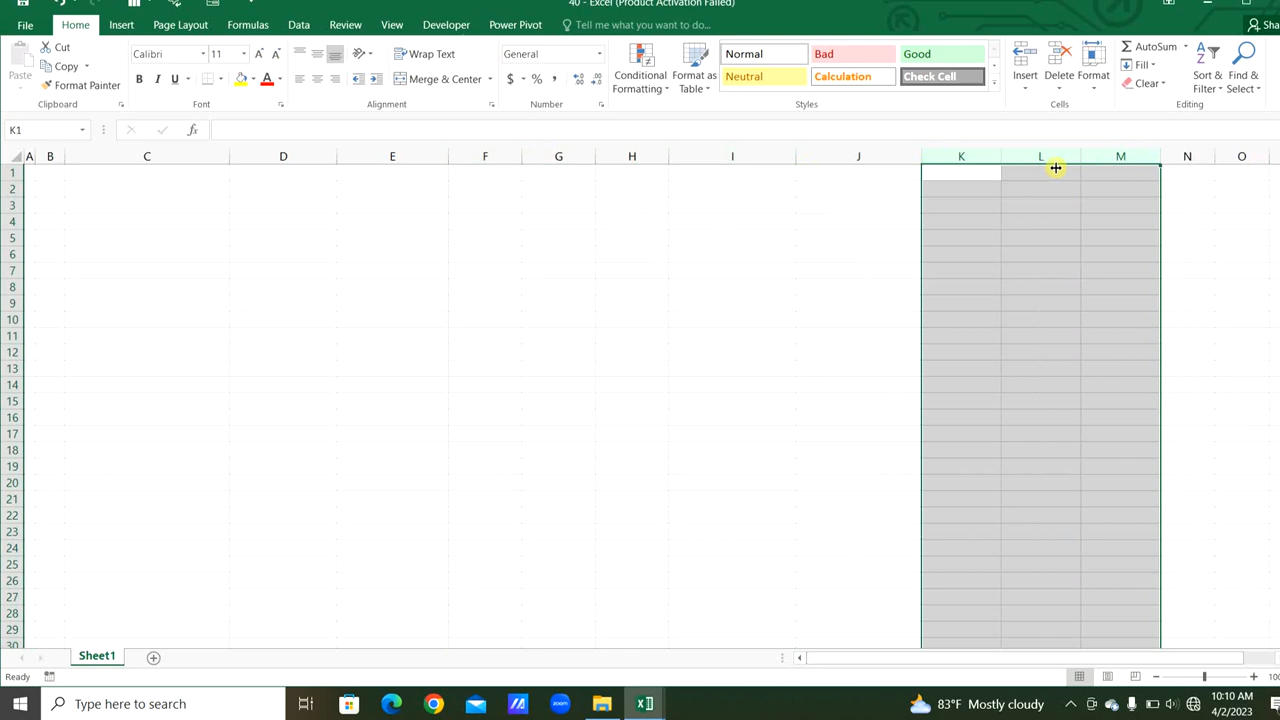 40 - Excel (Product Activation Failed)
File Home Insert Page Layout Formulas Data Review View Developer Power Pivot Tell me what you want to do...
Cut
Copy
Format Painter
Paste
Clipboard
Calibri 11
B I U
Font
Wrap Text
Merge & Center
Alignment
General
$ % ,
Number
Conditional Formatting
Format as Table
Normal Bad Good
Neutral Calculation Check Cell
Styles
Insert Delete Format
Cells
AutoSum
Fill
Clear
Sort & Filter
Find & Select
Editing
K1
fx
A B C D E F G H I J K L M N O
1
2
3
4
5
6
7
8
9
10
11
12
13
14
15
16
17
18
19
20
21
22
23
24
25
26
27
28
29
30
Sheet1
Ready
Type here to search
83°F Mostly cloudy
10:10 AM
4/2/2023